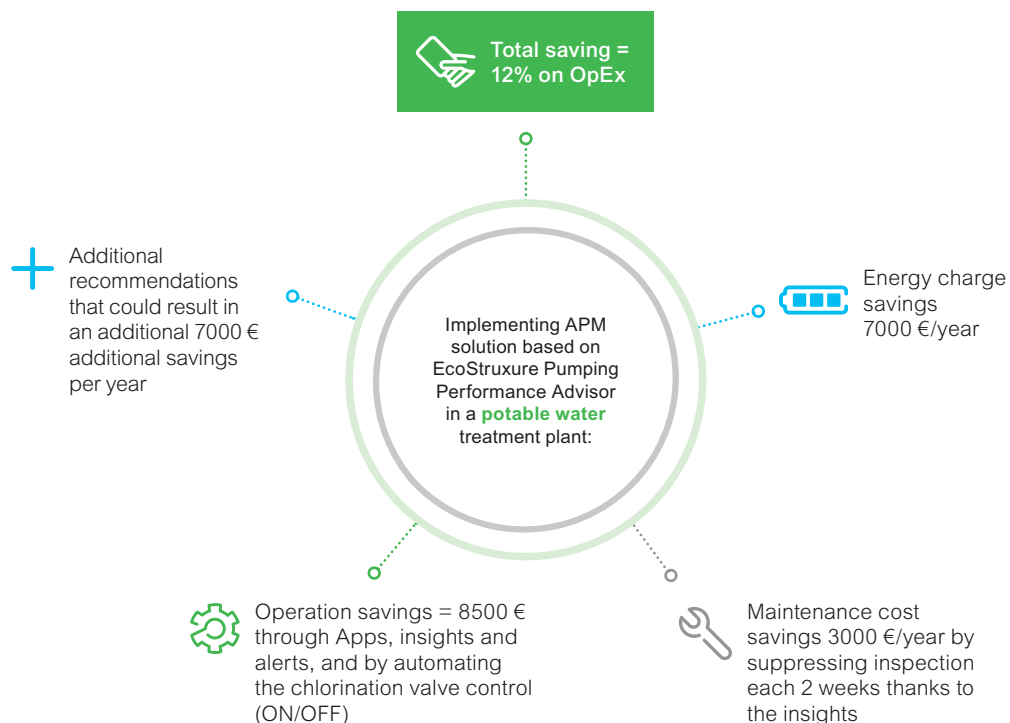 Total saving =
12% on OpEx
Additional
recommendations
that could result in
an additional 7000 €
additional savings
per year
Implementing APM
solution based on
EcoStruxure Pumping
Performance Advisor
in a potable water
treatment plant:
Energy charge
savings
7000 €/year
Operation savings = 8500 €
through Apps, insights and
alerts, and by automating
the chlorination valve control
(ON/OFF)
Maintenance cost
savings 3000 €/year by
suppressing inspection
each 2 weeks thanks to
the insights